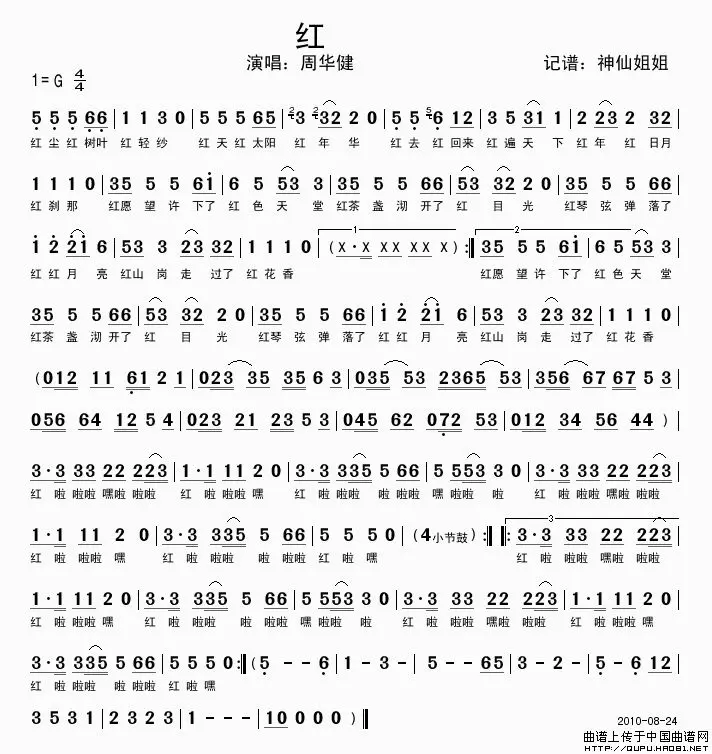 红
演唱：周华健 记谱：神仙姐姐
1=G 4/4
5 5 5 66 | 1 1 3 0 | 5 5 5 65 | 2 3 2 32 2 0 | 5 5 5 6 12 | 3 5 31 1 | 2 23 2 32 |
红 尘 红 树叶 红 轻 纱 红 天 红 太阳 红 年 华 红 去 红 回来 红 遍 天 下 红 年 红 日月
1 1 1 0 | 35 5 5 61 | 6 5 53 3 | 35 5 5 66 | 53 32 2 0 | 35 5 5 66 |
红 刹 那 红愿 望 许 下了 红 色 天 堂 红茶 盏 沏 开了 红 目 光 红琴 弦 弹 落了
1 2 21 6 | 53 3 23 32 | 1 1 1 0 | 1 (x·x xx xx x) :| 2 35 5 5 61 | 6 5 53 3 |
红 红 月 亮 红山 岗 走 过了 红 花 香 红愿 望 许 下了 红 色 天 堂
35 5 5 66 | 53 32 2 0 | 35 5 5 66 | 1 2 21 6 | 53 3 23 32 | 1 1 1 0 |
红茶 盏 沏 开了 红 目 光 红琴 弦 弹 落了 红 红 月 亮 红山 岗 走 过了 红 花 香
(012 11 61 2 1 | 023 35 35 6 3 | 035 53 2365 53 | 356 67 67 5 3 |
056 64 12 5 4 | 023 21 23 5 3 | 045 62 072 53 | 012 34 56 44 ) |
3·3 33 22 223 | 1·1 11 2 0 | 3·3 335 5 66 | 5 553 3 0 | 3·3 33 22 223 |
红 啦 啦啦 嘿啦 啦啦 红 啦 啦啦 嘿 红 啦 啦啦 啦 啦啦 嘿 啦啦 啦 红 啦 啦啦 嘿啦 啦啦
1·1 11 2 0 | 3·3 335 5 66 | 5 5 5 0 | (4小节鼓) :| |: 3 3·3 33 22 223 |
红 啦 啦啦 嘿 红 啦 啦啦 啦 啦啦 红 啦 嘿 红 啦 啦啦 嘿啦 啦啦
1·1 11 2 0 | 3·3 335 5 66 | 5 553 3 0 | 3·3 33 22 223 | 1·1 11 2 0 |
红 啦 啦啦 嘿 红 啦 啦啦 啦 啦啦 嘿 啦啦 啦 红 啦 啦啦 嘿啦 啦啦 红 啦 啦啦 嘿
3·3 335 5 66 | 5 5 5 0 :| (5 - - 6 | 1 - 3 - | 5 - - 65 | 3 - - 2 | 5 · 6 12 |
红 啦 啦啦 啦 啦啦 红 啦 嘿
3 5 3 1 | 2 3 2 3 | 1 - - - | 10 0 0 0 ) ‖
2010-08-24
曲谱上传于中国曲谱网
HTTP://QUPU.HAO81.NET